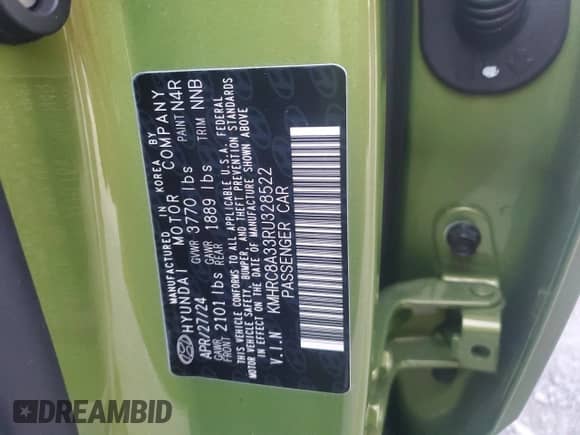 MANUFACTURED IN KOREA BY
HYUNDAI MOTOR COMPANY
APR/27/24 GVWR 3770 lbs PAINT N4R
GAWR FRONT 2101 lbs GAWR REAR 1889 lbs TRIM NNB
THIS VEHICLE CONFORMS TO ALL APPLICABLE U.S.A. FEDERAL
MOTOR VEHICLE SAFETY, BUMPER, AND THEFT PREVENTION STANDARDS
IN EFFECT ON THE DATE OF MANUFACTURE SHOWN ABOVE
V.I.N KMHRC8A33RU328522
PASSENGER CAR
DREAMBID